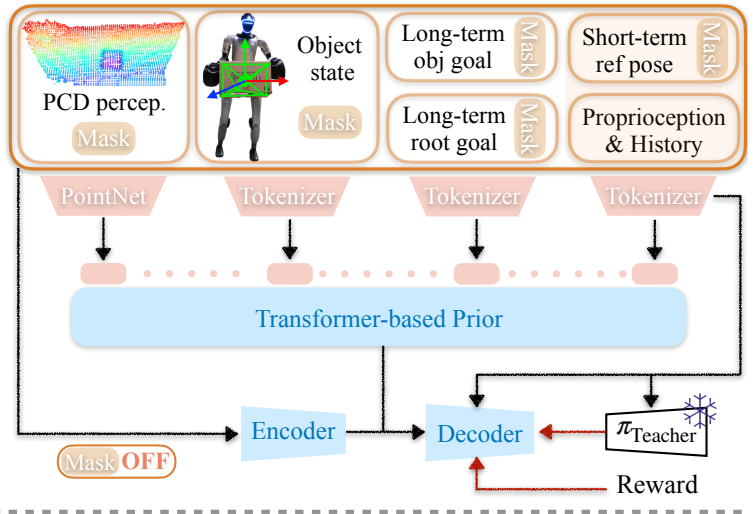 PCD percep.
Mask
Object
state
Mask
Long-term
obj goal
Mask
Long-term
root goal
Mask
Short-term
ref pose
Mask
Proprioception
& History
PointNet
Tokenizer
Tokenizer
Tokenizer
Transformer-based Prior
Encoder
Decoder
π Teacher
Mask OFF
Reward